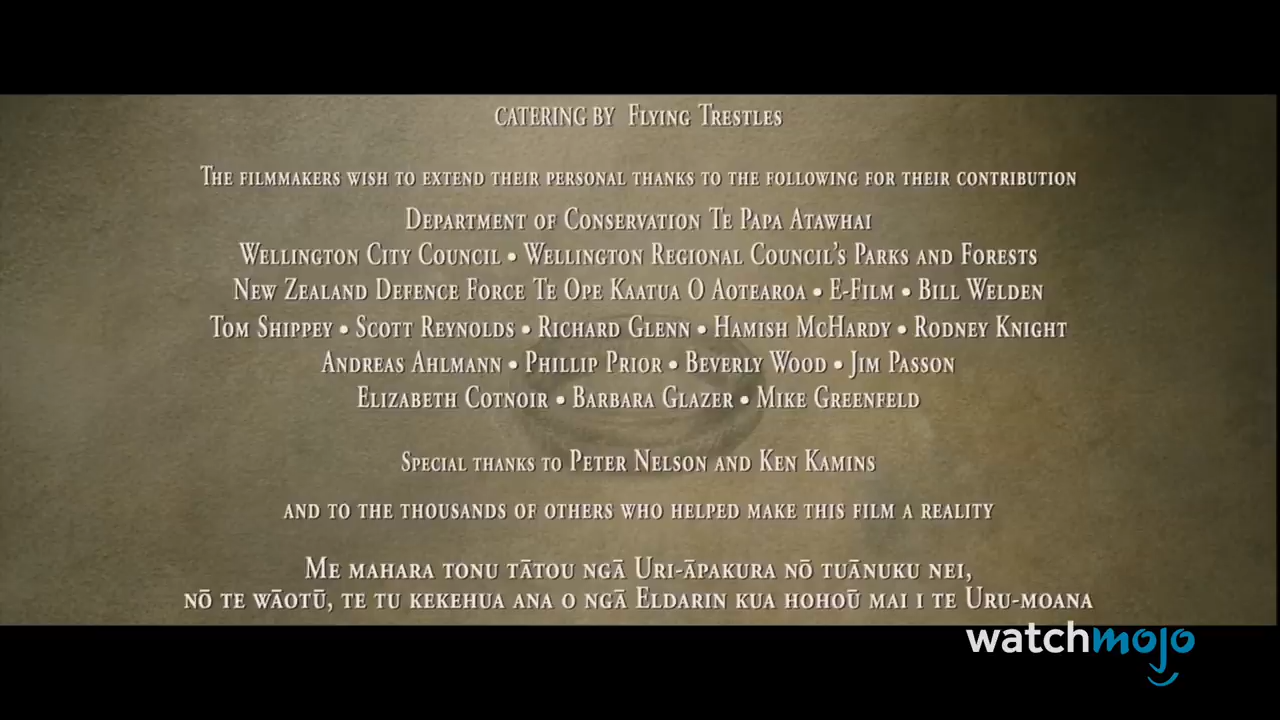 CATERING BY FLYING TRESTLES
THE FILMMAKERS WISH TO EXTEND THEIR PERSONAL THANKS TO THE FOLLOWING FOR THEIR CONTRIBUTION
DEPARTMENT OF CONSERVATION TE PAPA ATAWHAI
WELLINGTON CITY COUNCIL • WELLINGTON REGIONAL COUNCIL'S PARKS AND FORESTS
NEW ZEALAND DEFENCE FORCE TE OPE KAATUA O AOTEAROA • E-FILM • BILL WELDEN
TOM SHIPPEY • SCOTT REYNOLDS • RICHARD GLENN • HAMISH MCHARDY • RODNEY KNIGHT
ANDREAS AHLMANN • PHILLIP PRIOR • BEVERLY WOOD • JIM PASSON
ELIZABETH COTNOIR • BARBARA GLAZER • MIKE GREENFELD
SPECIAL THANKS TO PETER NELSON AND KEN KAMINS
AND TO THE THOUSANDS OF OTHERS WHO HELPED MAKE THIS FILM A REALITY
ME MAHARA TONU TĀTOU NGĀ URI-ĀPAKURA NŌ TUĀNUKU NEI,
NŌ TE WĀOTŪ, TE TU KEKEHUA ANA O NGĀ ELDARIN KUA HOHOŪ MAI I TE URU-MOANA
watchmojo